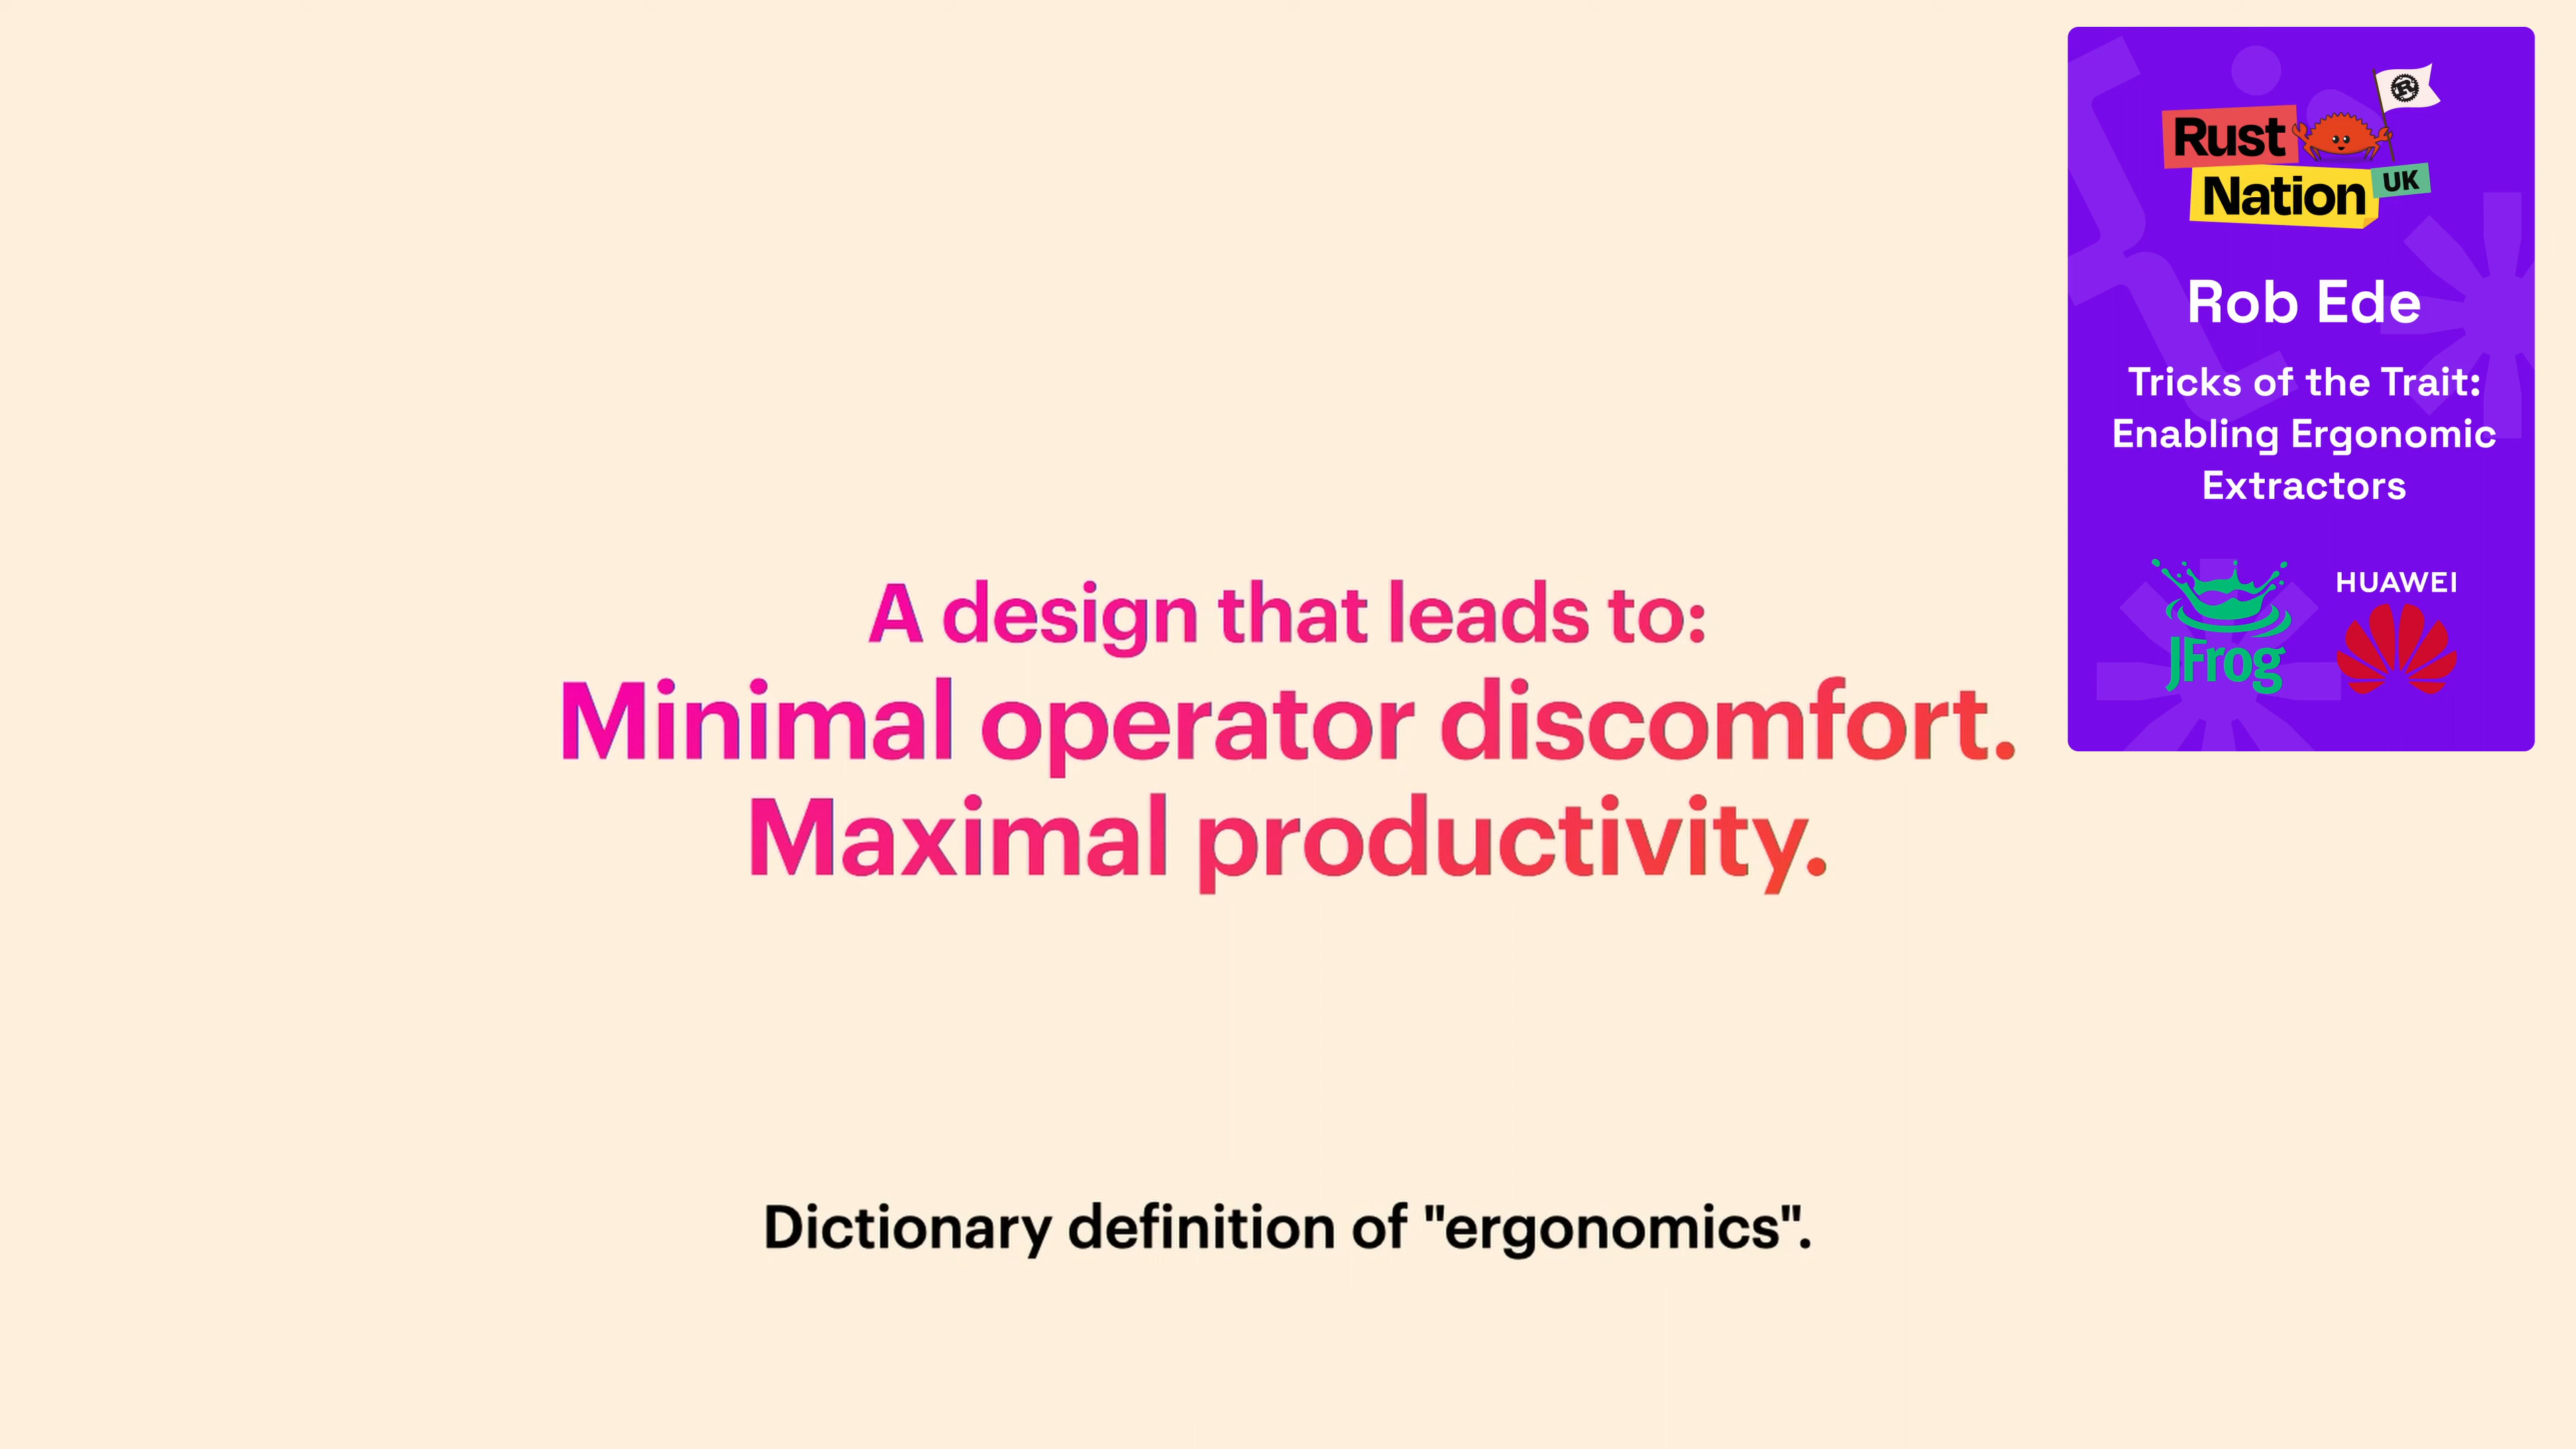 A design that leads to:
Minimal operator discomfort.
Maximal productivity.
Dictionary definition of "ergonomics".
Rust
Nation
UK
R
Rob Ede
Tricks of the Trait:
Enabling Ergonomic
Extractors
JFrog
HUAWEI